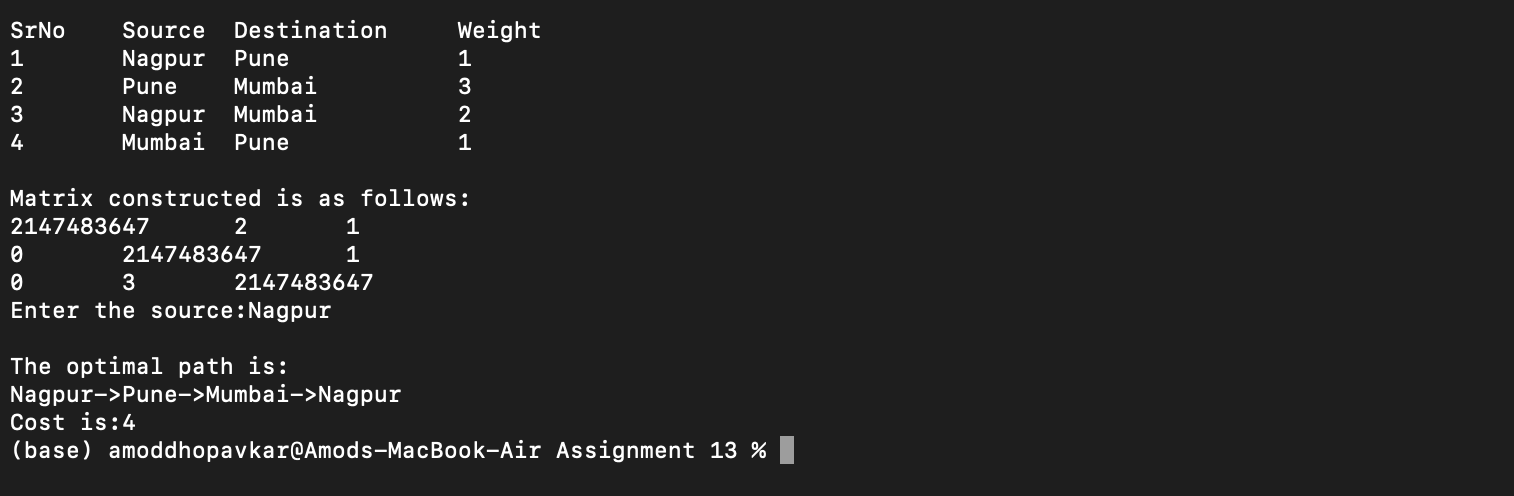 SrNo Source Destination Weight
1 Nagpur Pune 1
2 Pune Mumbai 3
3 Nagpur Mumbai 2
4 Mumbai Pune 1
Matrix constructed is as follows:
2147483647 2 1
0 2147483647 1
0 3 2147483647
Enter the source:Nagpur
The optimal path is:
Nagpur->Pune->Mumbai->Nagpur
Cost is:4
(base) amoddhopavkar@Amods-MacBook-Air Assignment 13 %